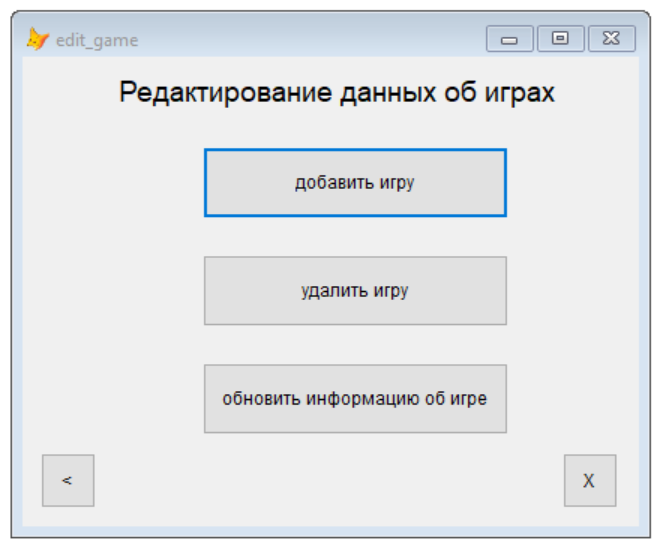 edit_game
Редактирование данных об играх
добавить игру
удалить игру
обновить информацию об игре
<
X